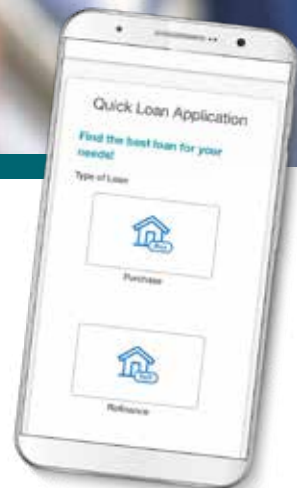 Quick Loan Application
Find the best loan for your
needs!
Type of Loan
Purchase
Refinance